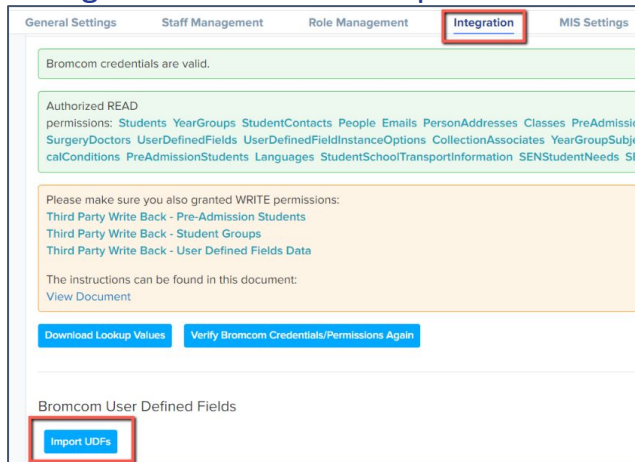 General Settings Staff Management Role Management Integration MIS Settings
Bromcom credentials are valid.
Authorized READ
permissions: Students YearGroups StudentContacts People Emails PersonAddresses Classes
SurgeryDoctors UserDefinedFields UserDefinedFieldInstanceOptions CollectionAssociates
PreAdmissionStudents Languages StudentSchoolTransportInformation SENStudentNeeds
Please make sure you also granted WRITE permissions:
Third Party Write Back - Pre-Admission Students
Third Party Write Back - Student Groups
Third Party Write Back - User Defined Fields Data
The instructions can be found in this document:
View Document
Download Lookup Values Verify Bromcom Credentials/Permissions Again
Bromcom User Defined Fields
Import UDFs